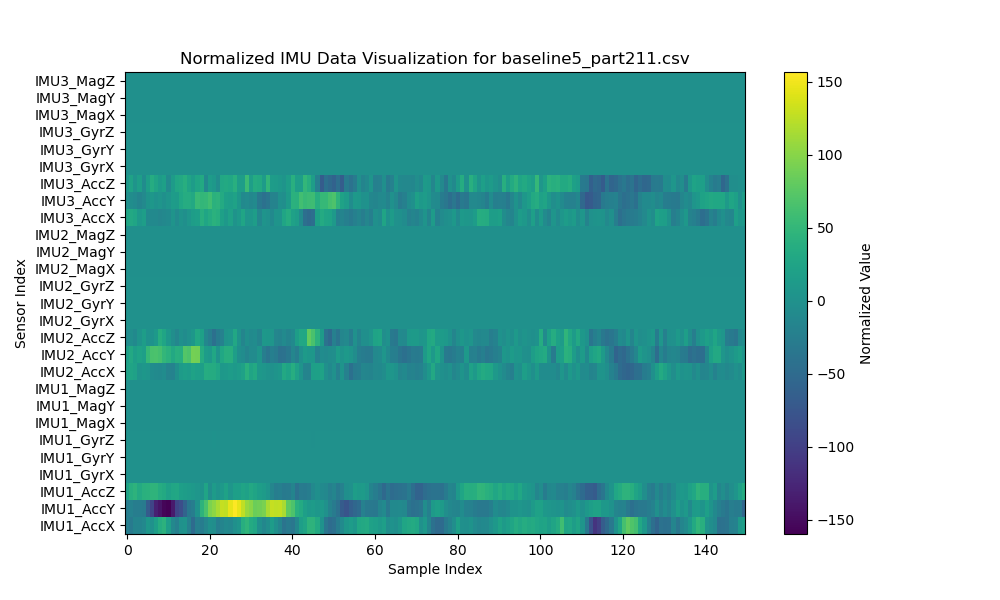 Normalized IMU Data Visualization for baseline5_part211.csv
IMU3_MagZ
IMU3_MagY
IMU3_MagX
IMU3_GyrZ
IMU3_GyrY
IMU3_GyrX
IMU3_AccZ
IMU3_AccY
IMU3_AccX
IMU2_MagZ
IMU2_MagY
IMU2_MagX
IMU2_GyrZ
IMU2_GyrY
IMU2_GyrX
IMU2_AccZ
IMU2_AccY
IMU2_AccX
IMU1_MagZ
IMU1_MagY
IMU1_MagX
IMU1_GyrZ
IMU1_GyrY
IMU1_GyrX
IMU1_AccZ
IMU1_AccY
IMU1_AccX
Sensor Index
0 20 40 60 80 100 120 140
Sample Index
150
100
50
0
−50
−100
−150
Normalized Value